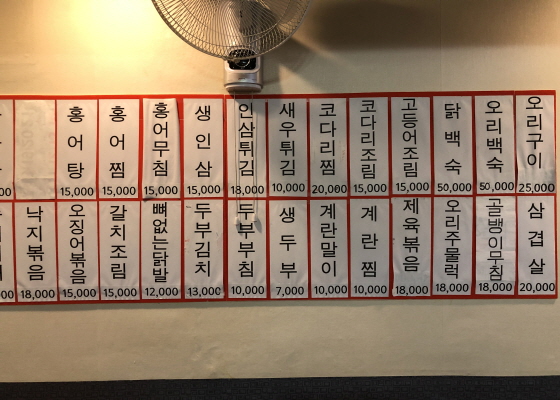 홍어탕 15,000
홍어찜 15,000
홍어무침 15,000
생인삼 15,000
인삼튀김 18,000
새우튀김 10,000
코다리찜 20,000
코다리조림 15,000
고등어조림 15,000
닭백숙 50,000
오리백숙 50,000
오리구이 25,000
낙지볶음 18,000
오징어볶음 15,000
갈치조림 15,000
뼈없는닭발 12,000
두부김치 13,000
두부부침 10,000
생두부 7,000
계란말이 10,000
계란찜 10,000
제육볶음 18,000
오리주물럭 18,000
골뱅이무침 18,000
삼겹살 20,000